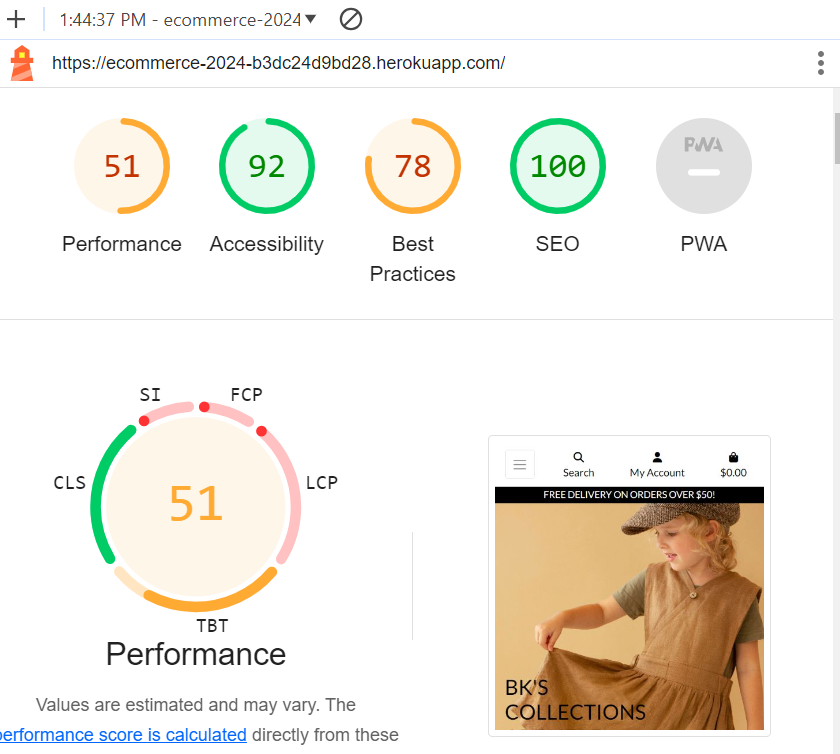 1:44:37 PM - ecommerce-2024
https://ecommerce-2024-b3dc24d9bd28.herokuapp.com/
51 92 78 100 PWA
Performance Accessibility Best Practices SEO PWA
SI FCP
CLS LCP
51
TBT
Performance
Values are estimated and may vary. The
performance score is calculated directly from these
Search My Account $0.00
FREE DELIVERY ON ORDERS OVER $50!
BK'S
COLLECTIONS